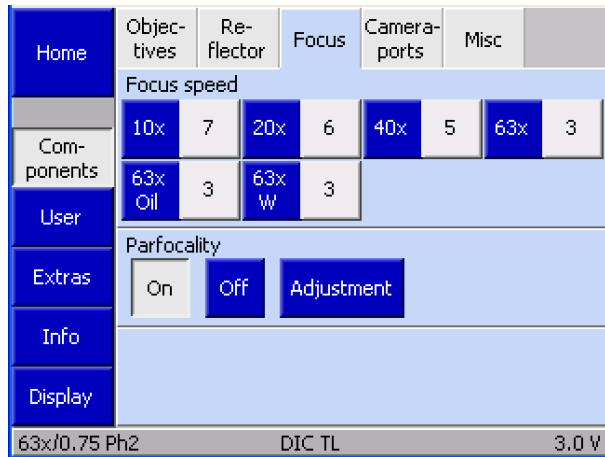 Home
Objec-
tives
Re-
flector
Focus
Camera-
ports
Misc
Focus speed
10x 7 20x 6 40x 5 63x 3
63x
Oil
3
63x
W
3
Com-
ponents
User
Extras
Info
Display
Parfocality
On Off Adjustment
63x/0.75 Ph2 DIC TL 3.0 V